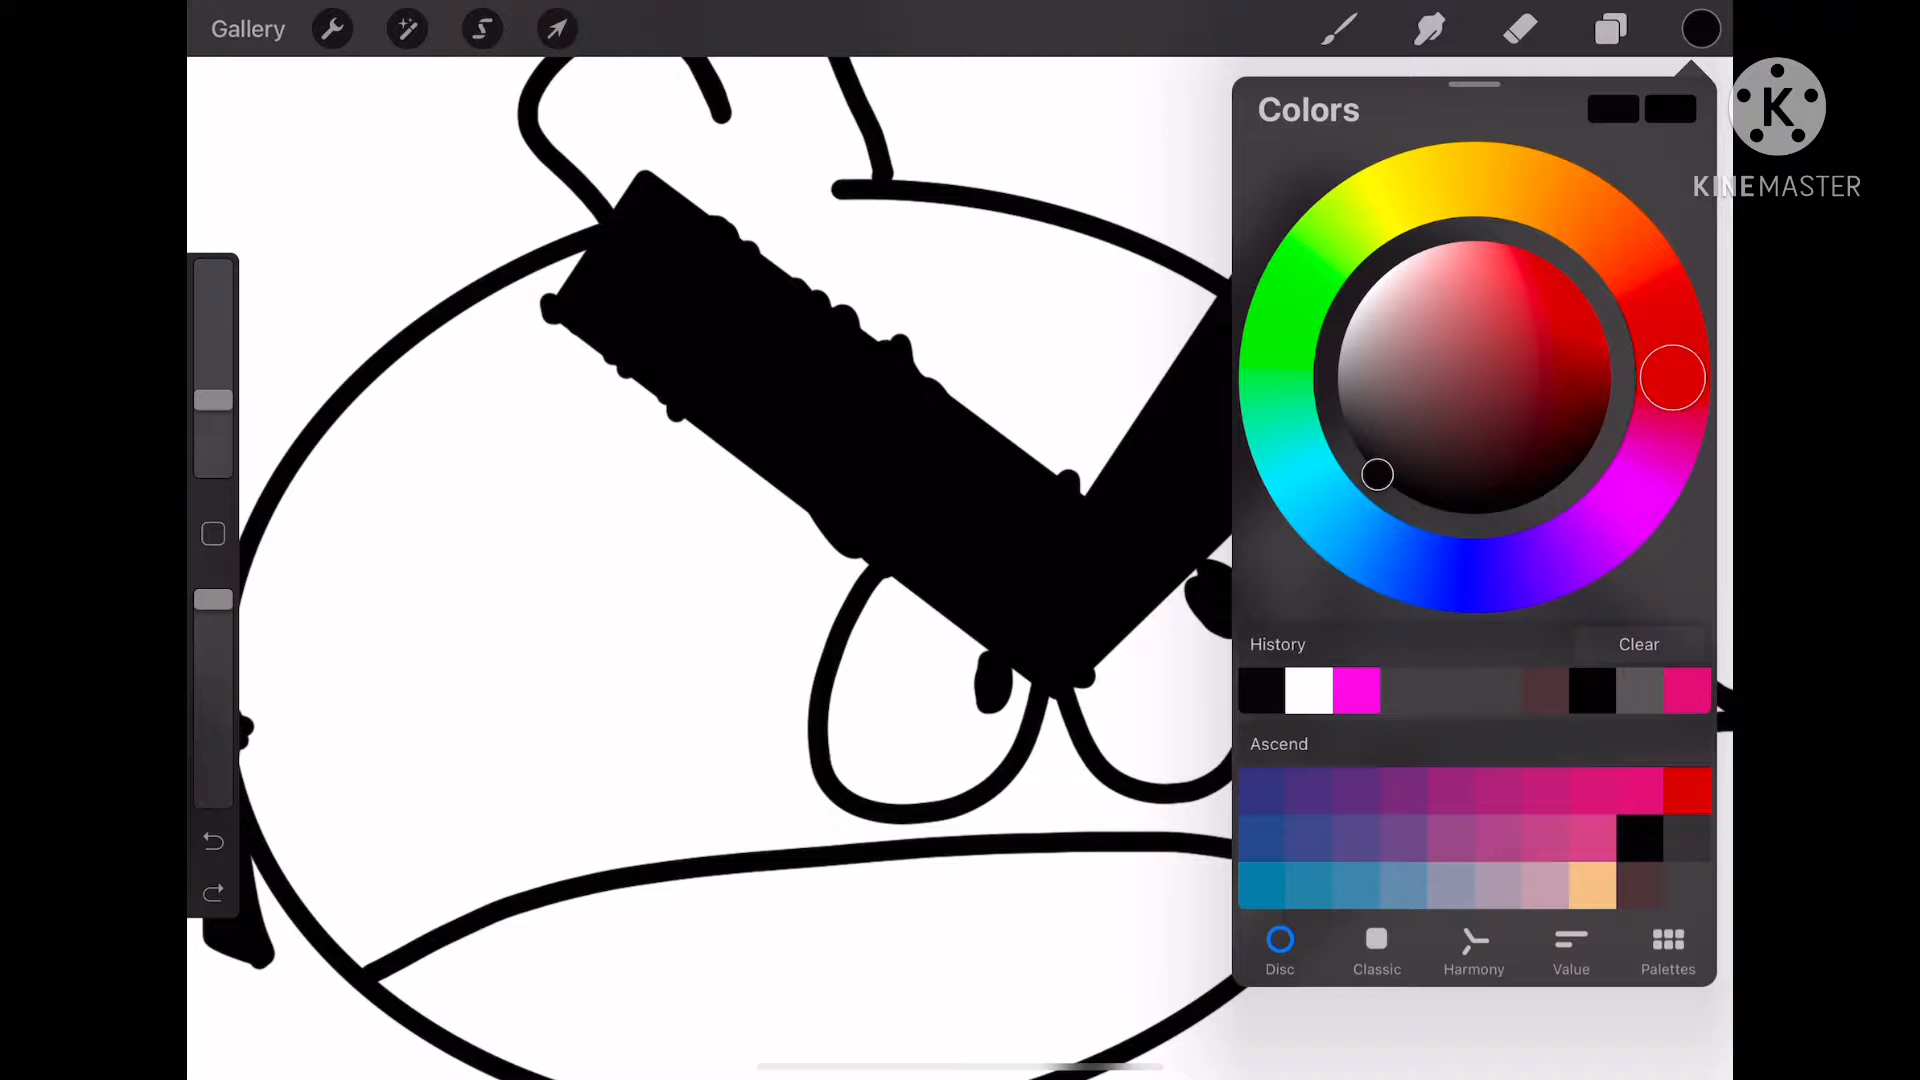 Gallery
Colors
K
KINEMASTER
History
Clear
Ascend
Disc
Classic
Harmony
Value
Palettes